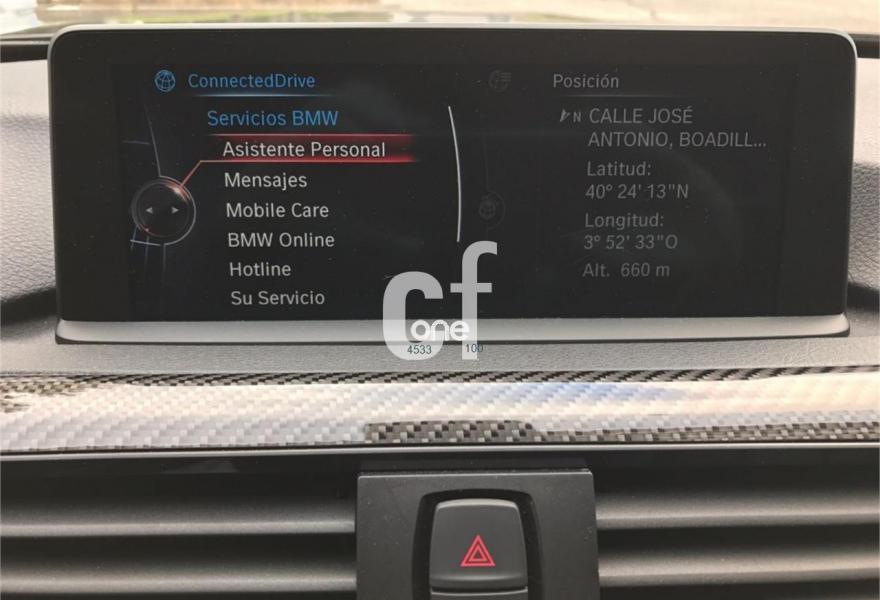 ConnectedDrive
Servicios BMW
Asistente Personal
Mensajes
Mobile Care
BMW Online
Hotline
Su Servicio
Posición
N CALLE JOSÉ
ANTONIO, BOADILL...
Latitud:
40° 24' 13"N
Longitud:
3° 52' 33"O
Alt. 660 m
cf
one
4533 100